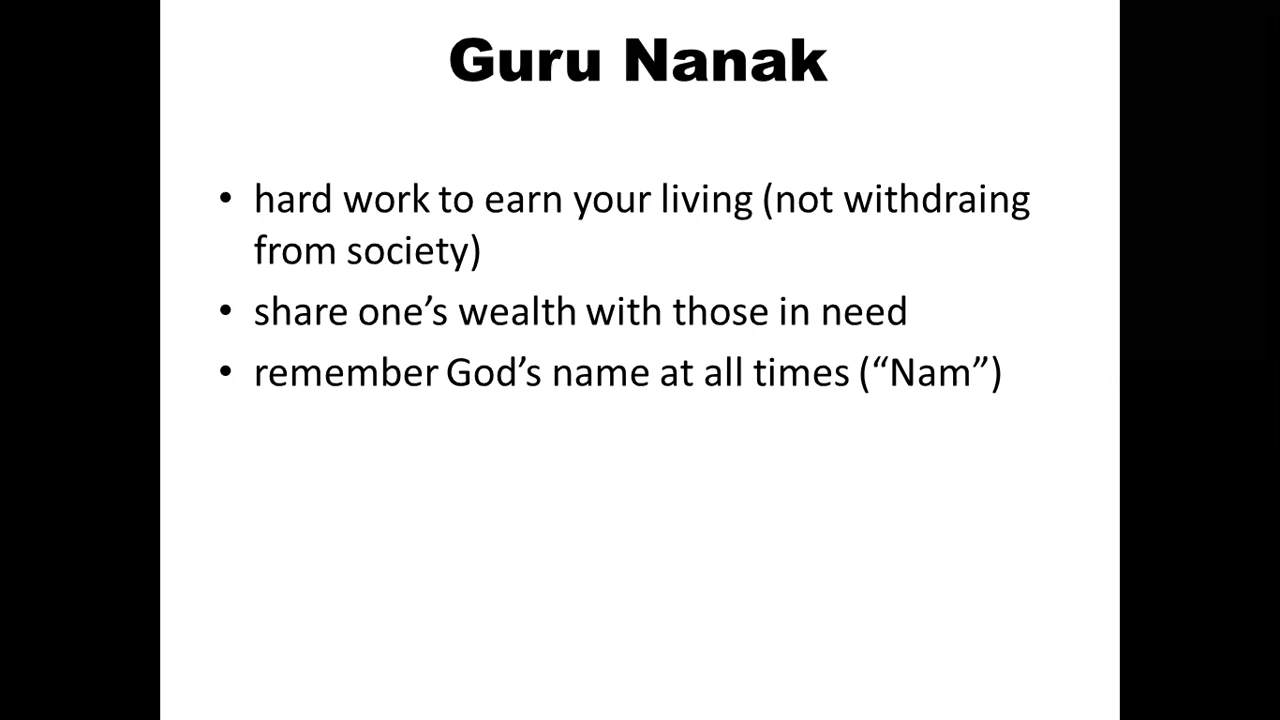 Guru Nanak
• hard work to earn your living (not withdraing
from society)
• share one’s wealth with those in need
• remember God’s name at all times (“Nam”)